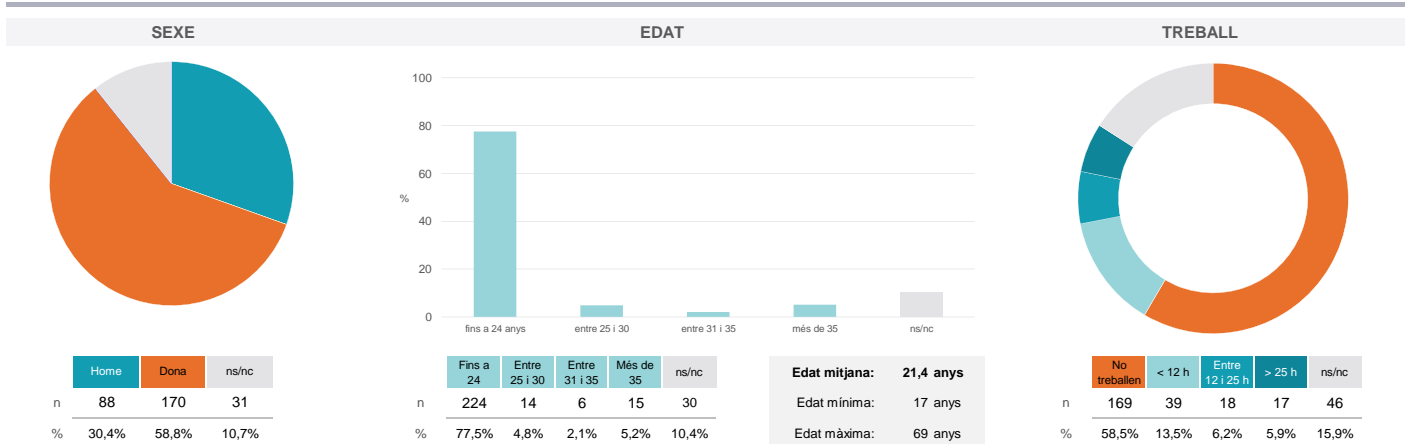 SEXE
EDAT
TREBALL
100
80
60
%
40
20
0
fins a 24 anys
entre 25 i 30
entre 31 i 35
més de 35
ns/nc
Home Dona ns/nc
n 88 170 31
% 30,4% 58,8% 10,7%
Fins a 24 Entre 25 i 30 Entre 31 i 35 Més de 35 ns/nc
n 224 14 6 15 30
% 77,5% 4,8% 2,1% 5,2% 10,4%
Edat mitjana: 21,4 anys
Edat mínima: 17 anys
Edat màxima: 69 anys
No treballen < 12 h Entre 12 i 25 h > 25 h ns/nc
n 169 39 18 17 46
% 58,5% 13,5% 6,2% 5,9% 15,9%